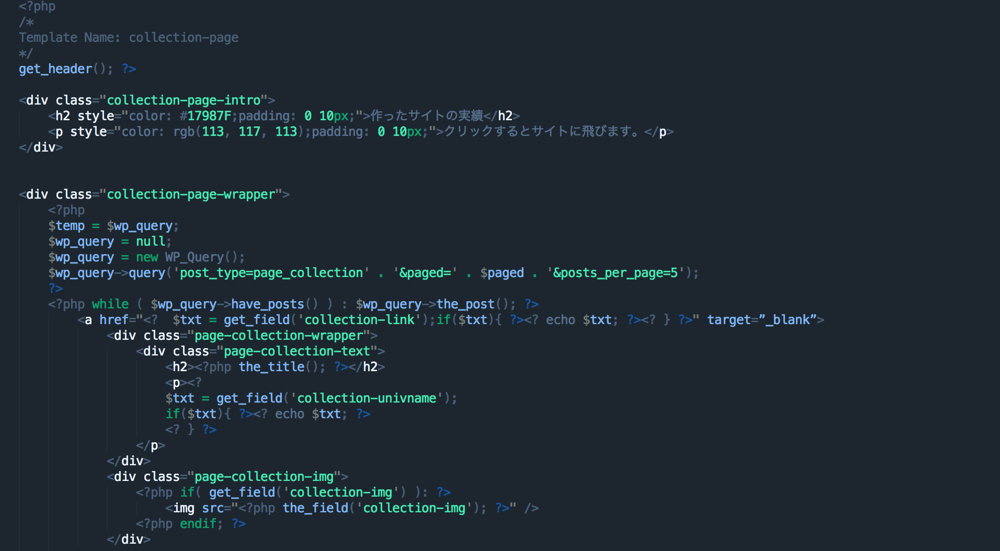 <?php
/*
Template Name: collection-page
*/
get_header(); ?>
<div class="collection-page-intro">
<h2 style="color: #17987F;padding: 0 10px;">作ったサイトの実績</h2>
<p style="color: rgb(113, 117, 113);padding: 0 10px;">クリックするとサイトに飛びます。</p>
</div>
<div class="collection-page-wrapper">
<?php
$temp = $wp_query;
$wp_query = null;
$wp_query = new WP_Query();
$wp_query->query('post_type=page_collection' . '&paged=' . $paged . '&posts_per_page=5');
?>
<?php while ( $wp_query->have_posts() ) : $wp_query->the_post(); ?>
<a href="<?  $txt = get_field('collection-link');if($txt){ ?><? echo $txt; ?><? } ?>" target=”_blank”>
<div class="page-collection-wrapper">
<div class="page-collection-text">
<h2><?php the_title(); ?></h2>
<p><?
$txt = get_field('collection-univname');
if($txt){ ?><? echo $txt; ?>
<? } ?>
</p>
</div>
<div class="page-collection-img">
<?php if( get_field('collection-img') ): ?>
<img src="<?php the_field('collection-img'); ?>" />
<?php endif; ?>
</div>